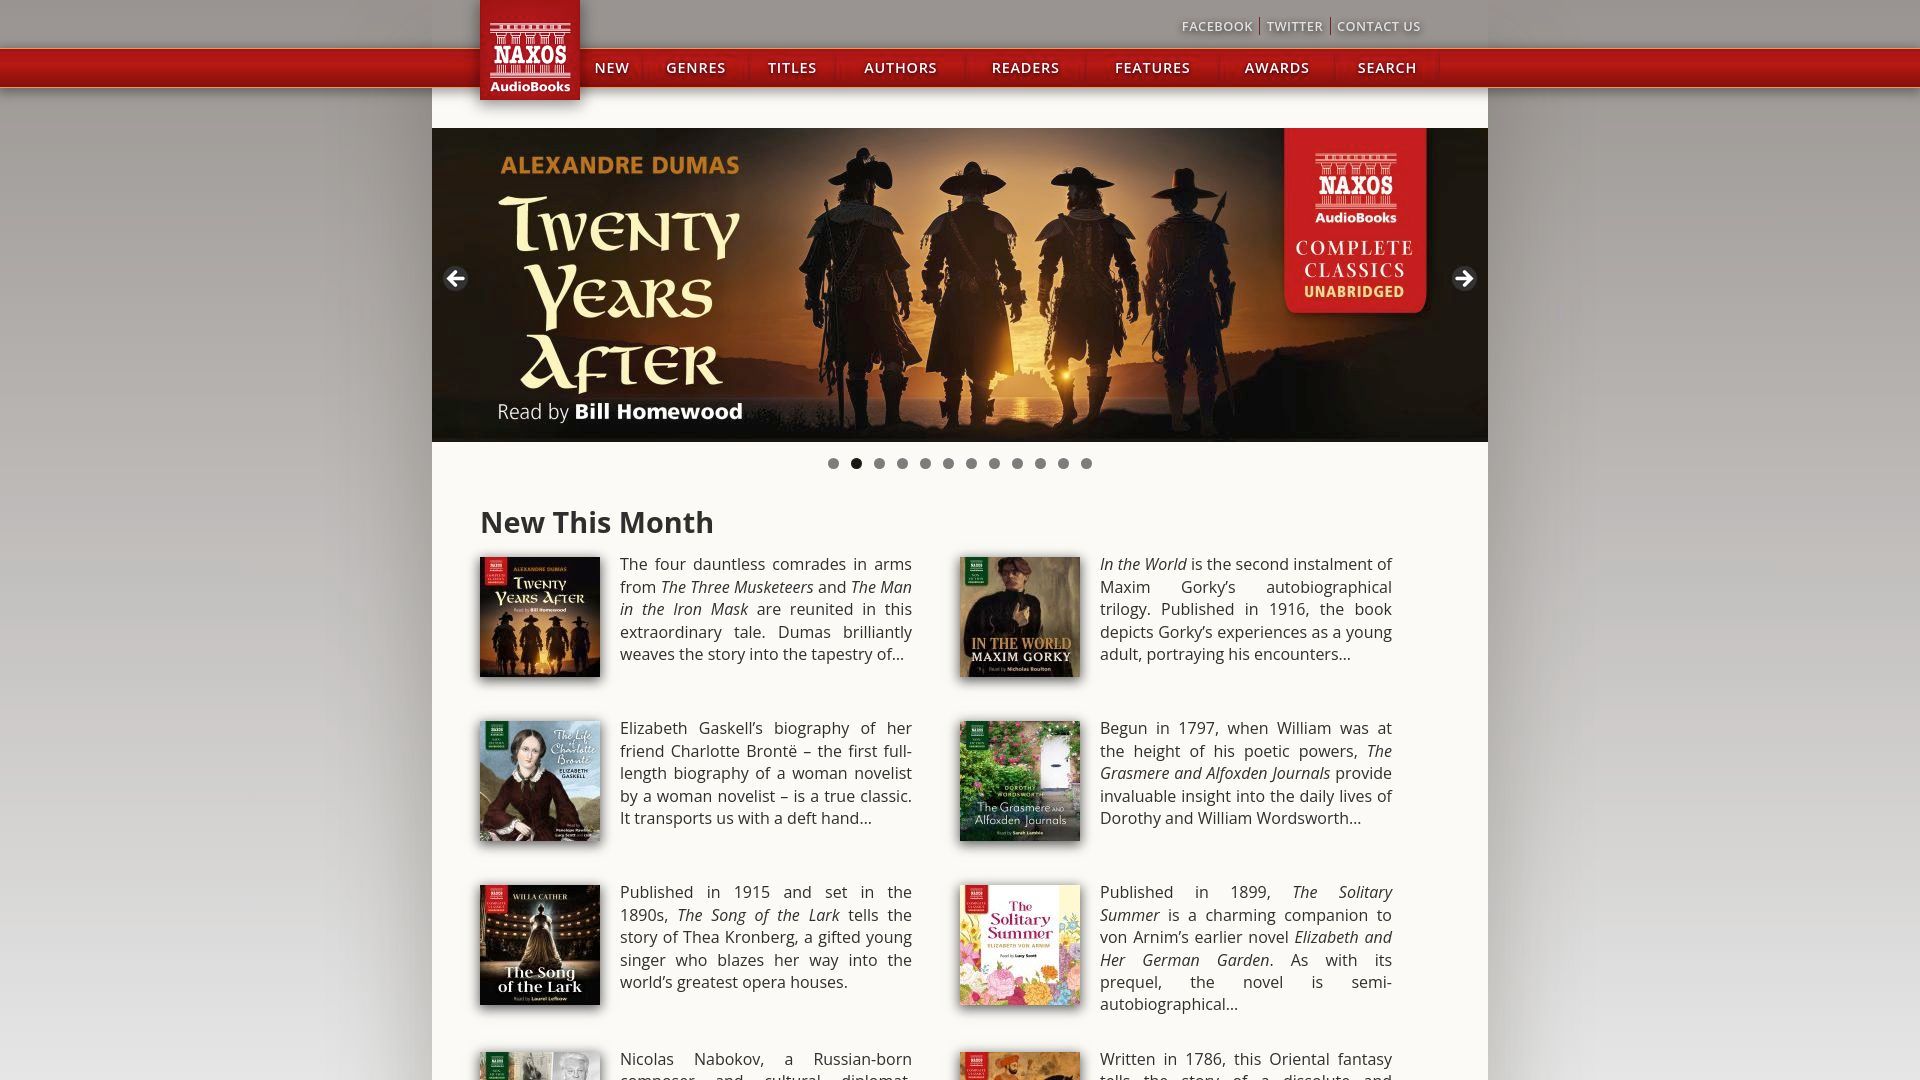 FACEBOOK TWITTER CONTACT US
NAXOS
AudioBooks
NEW GENRES TITLES AUTHORS READERS FEATURES AWARDS SEARCH
ALEXANDRE DUMAS
TWENTY
YEARS
AFTER
Read by Bill Homewood
NAXOS
AudioBooks
COMPLETE
CLASSICS
UNABRIDGED
New This Month
ALEXANDRE DUMAS
TWENTY
YEARS AFTER
Read by Bill Homewood
The four dauntless comrades in arms
from The Three Musketeers and The Man
in the Iron Mask are reunited in this
extraordinary tale. Dumas brilliantly
weaves the story into the tapestry of...
IN THE WORLD
MAXIM GORKY
Read by Nicholas Boulton
In the World is the second instalment of
Maxim Gorky’s autobiographical
trilogy. Published in 1916, the book
depicts Gorky’s experiences as a young
adult, portraying his encounters...
The Life
of
Charlotte
Brontë
ELIZABETH
GASKELL
Elizabeth Gaskell’s biography of her
friend Charlotte Brontë – the first full-
length biography of a woman novelist
by a woman novelist – is a true classic.
It transports us with a deft hand...
DOROTHY
WORDSWORTH
The Grasmere AND
Alfoxden Journals
Read by Sarah Lambie
Begun in 1797, when William was at
the height of his poetic powers, The
Grasmere and Alfoxden Journals provide
invaluable insight into the daily lives of
Dorothy and William Wordsworth...
WILLA CATHER
The Song
of the Lark
Read by Laurel Lefkow
Published in 1915 and set in the
1890s, The Song of the Lark tells the
story of Thea Kronberg, a gifted young
singer who blazes her way into the
world’s greatest opera houses.
The
Solitary
Summer
ELIZABETH VON ARNIM
Read by Lucy Scott
Published in 1899, The Solitary
Summer is a charming companion to
von Arnim’s earlier novel Elizabeth and
Her German Garden. As with its
prequel, the novel is semi-
autobiographical...
Nicolas Nabokov, a Russian-born
composer and cultural diplomat,
Written in 1786, this Oriental fantasy
tells the story of a dissolute and